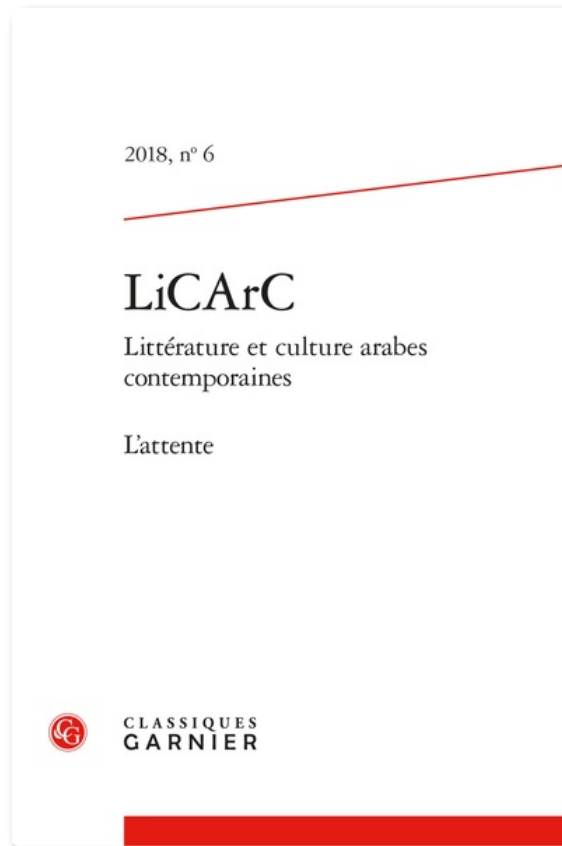 2018, nº 6
LiCArC
Littérature et culture arabes
contemporaines
L'attente
CG
CLASSIQUES
GARNIER